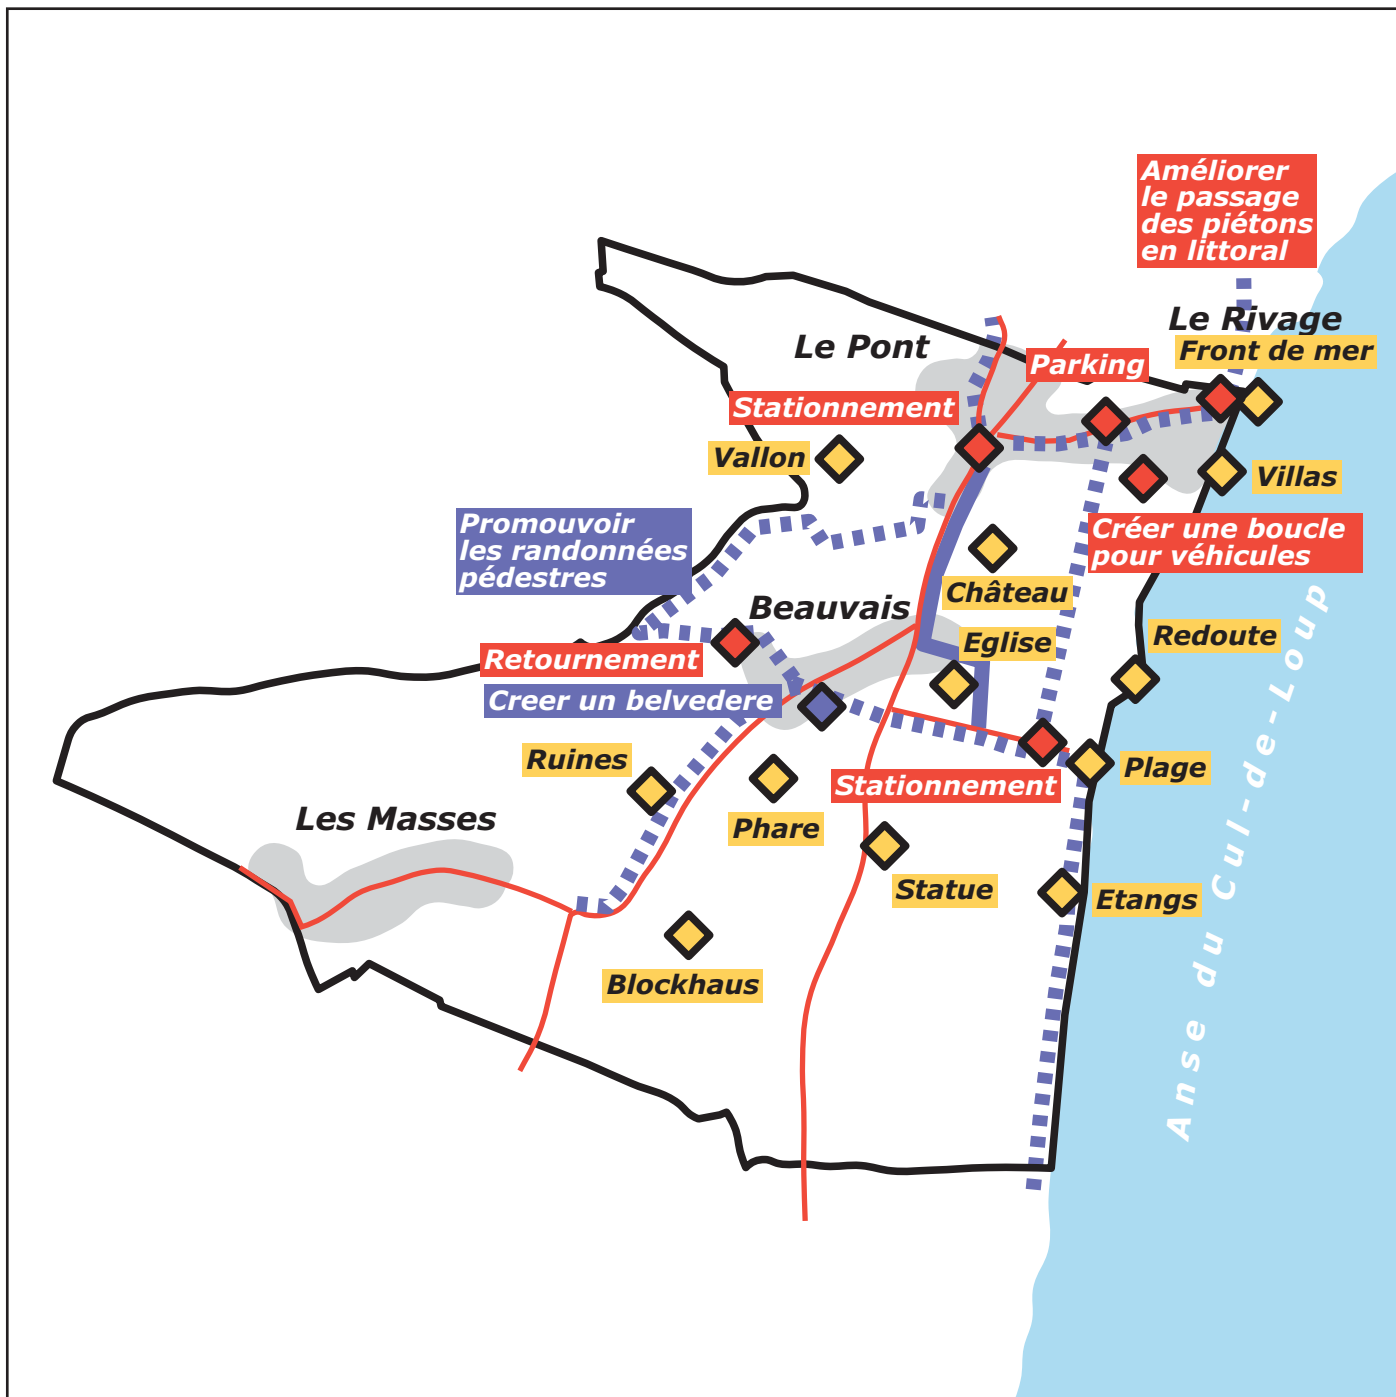 Améliorer
le passage
des piétons
en littoral
Le Rivage
Front de mer
Le Pont
Parking
Stationnement
Vallon
Villas
Promouvoir
les randonnées
pédestres
Créer une boucle
pour véhicules
Château
Beauvais
Eglise
Redoute
Retournement
Creer un belvedere
Ruines
Stationnement
Plage
Les Masses
Phare
Statue
Etangs
Blockhaus
Anse du Cul-de-Loup